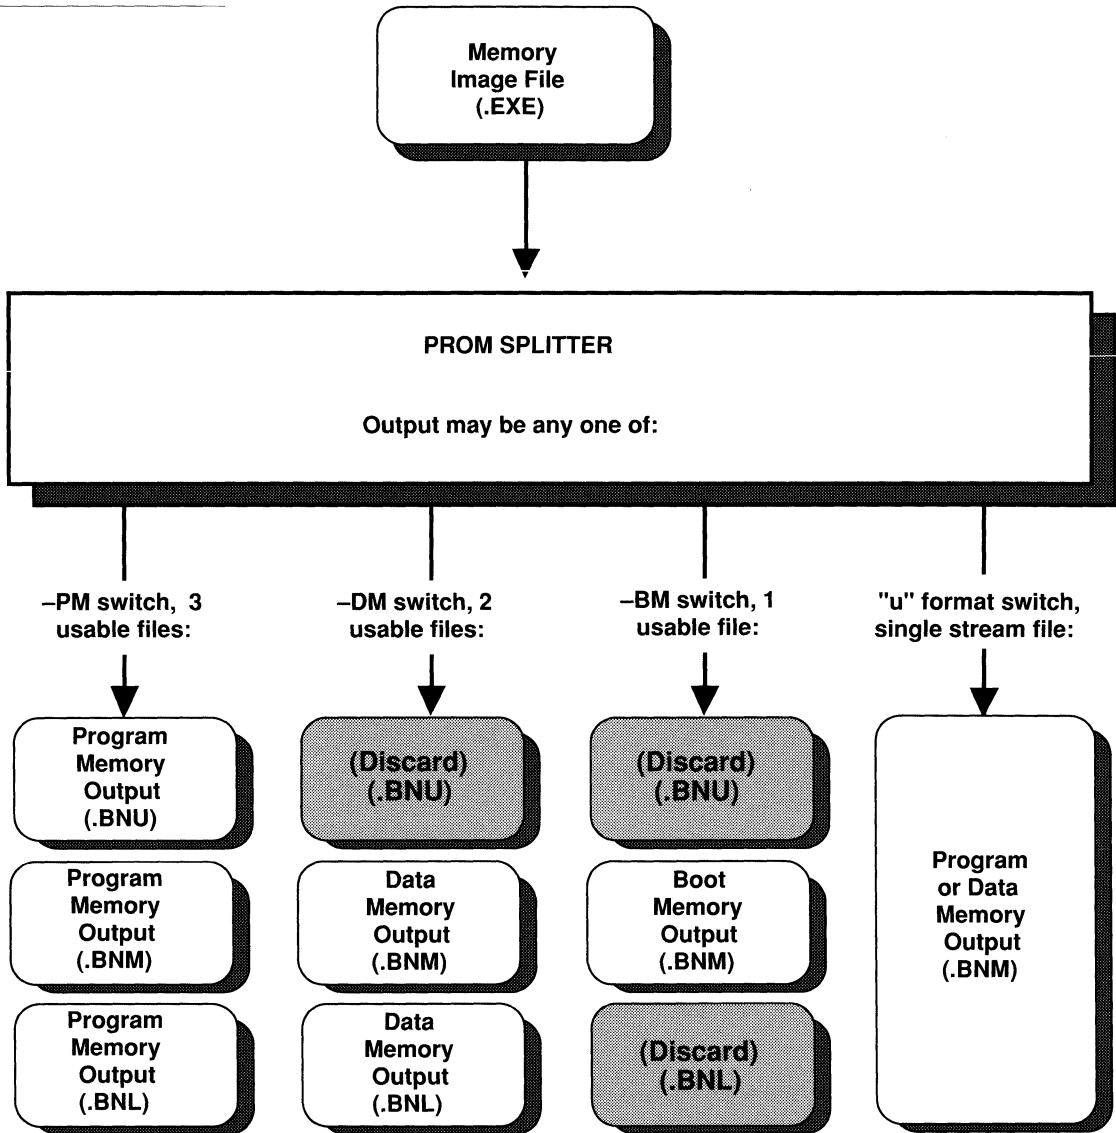 Memory
Image File
(.EXE)
PROM SPLITTER
Output may be any one of:
–PM switch, 3
usable files:
–DM switch, 2
usable files:
–BM switch, 1
usable file:
"u" format switch,
single stream file:
Program
Memory
Output
(.BNU)
(Discard)
(.BNU)
(Discard)
(.BNU)
Program
or Data
Memory
Output
(.BNM)
Program
Memory
Output
(.BNM)
Data
Memory
Output
(.BNM)
Boot
Memory
Output
(.BNM)
Program
Memory
Output
(.BNL)
Data
Memory
Output
(.BNL)
(Discard)
(.BNL)